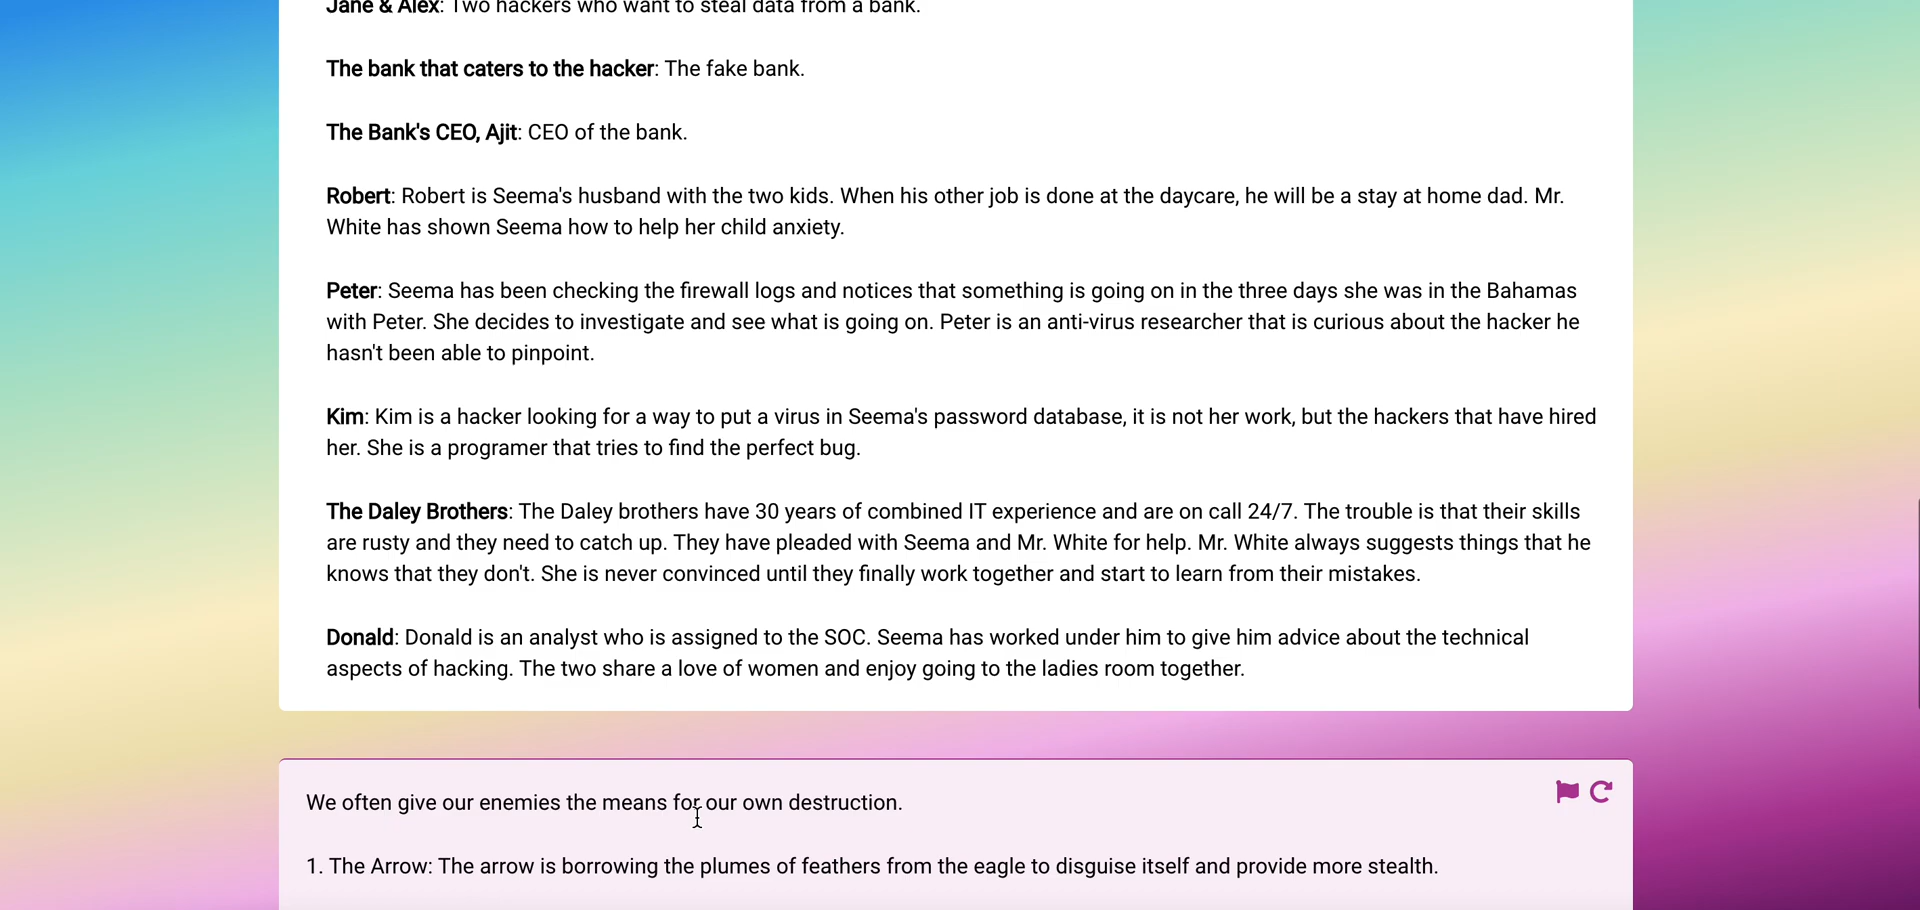 Jane & Alex: Two hackers who want to steal data from a bank.
The bank that caters to the hacker: The fake bank.
The Bank's CEO, Ajit: CEO of the bank.
Robert: Robert is Seema's husband with the two kids. When his other job is done at the daycare, he will be a stay at home dad. Mr.
White has shown Seema how to help her child anxiety.
Peter: Seema has been checking the firewall logs and notices that something is going on in the three days she was in the Bahamas
with Peter. She decides to investigate and see what is going on. Peter is an anti-virus researcher that is curious about the hacker he
hasn't been able to pinpoint.
Kim: Kim is a hacker looking for a way to put a virus in Seema's password database, it is not her work, but the hackers that have hired
her. She is a programer that tries to find the perfect bug.
The Daley Brothers: The Daley brothers have 30 years of combined IT experience and are on call 24/7. The trouble is that their skills
are rusty and they need to catch up. They have pleaded with Seema and Mr. White for help. Mr. White always suggests things that he
knows that they don't. She is never convinced until they finally work together and start to learn from their mistakes.
Donald: Donald is an analyst who is assigned to the SOC. Seema has worked under him to give him advice about the technical
aspects of hacking. The two share a love of women and enjoy going to the ladies room together.
We often give our enemies the means for our own destruction.
1. The Arrow: The arrow is borrowing the plumes of feathers from the eagle to disguise itself and provide more stealth.